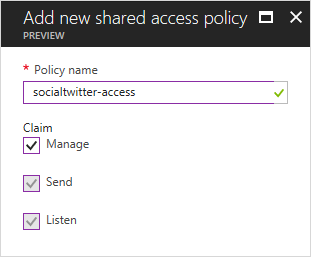 Add new shared access policy
PREVIEW
* Policy name
socialtwitter-access
Claim
Manage
Send
Listen